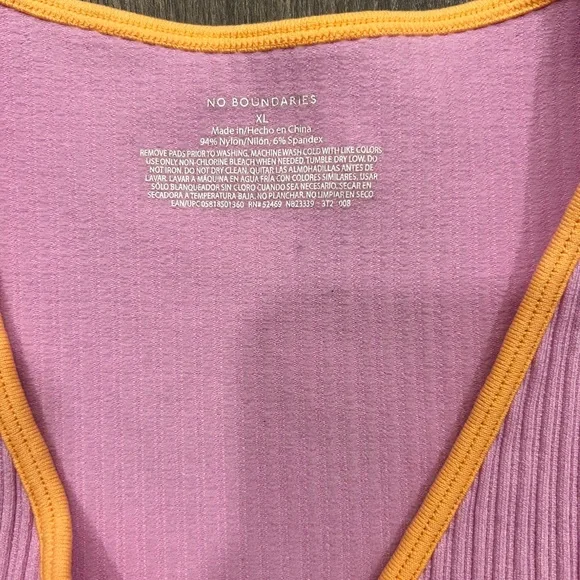 NO BOUNDARIES
XL
Made in/Hecho en China
94% Nylon/Nilón, 6% Spandex
REMOVE PADS PRIOR TO WASHING. MACHINE WASH COLD WITH LIKE COLORS
USE ONLY NON-CHLORINE BLEACH WHEN NEEDED. TUMBLE DRY LOW. DO
NOT IRON. DO NOT DRY CLEAN. QUITAR LAS ALMOHADILLAS ANTES DE
LAVAR. LAVAR A MÁQUINA EN AGUA FRÍA CON COLORES SIMILARES. USAR
SÓLO BLANQUEADOR SIN CLORO CUANDO SEA NECESARIO. SECAR EN
SECADORA A TEMPERATURA BAJA. NO PLANCHAR. NO LIMPIAR EN SECO
EAN/UPC 05818501360 RN# 52469 NB23339 - 3T2 008